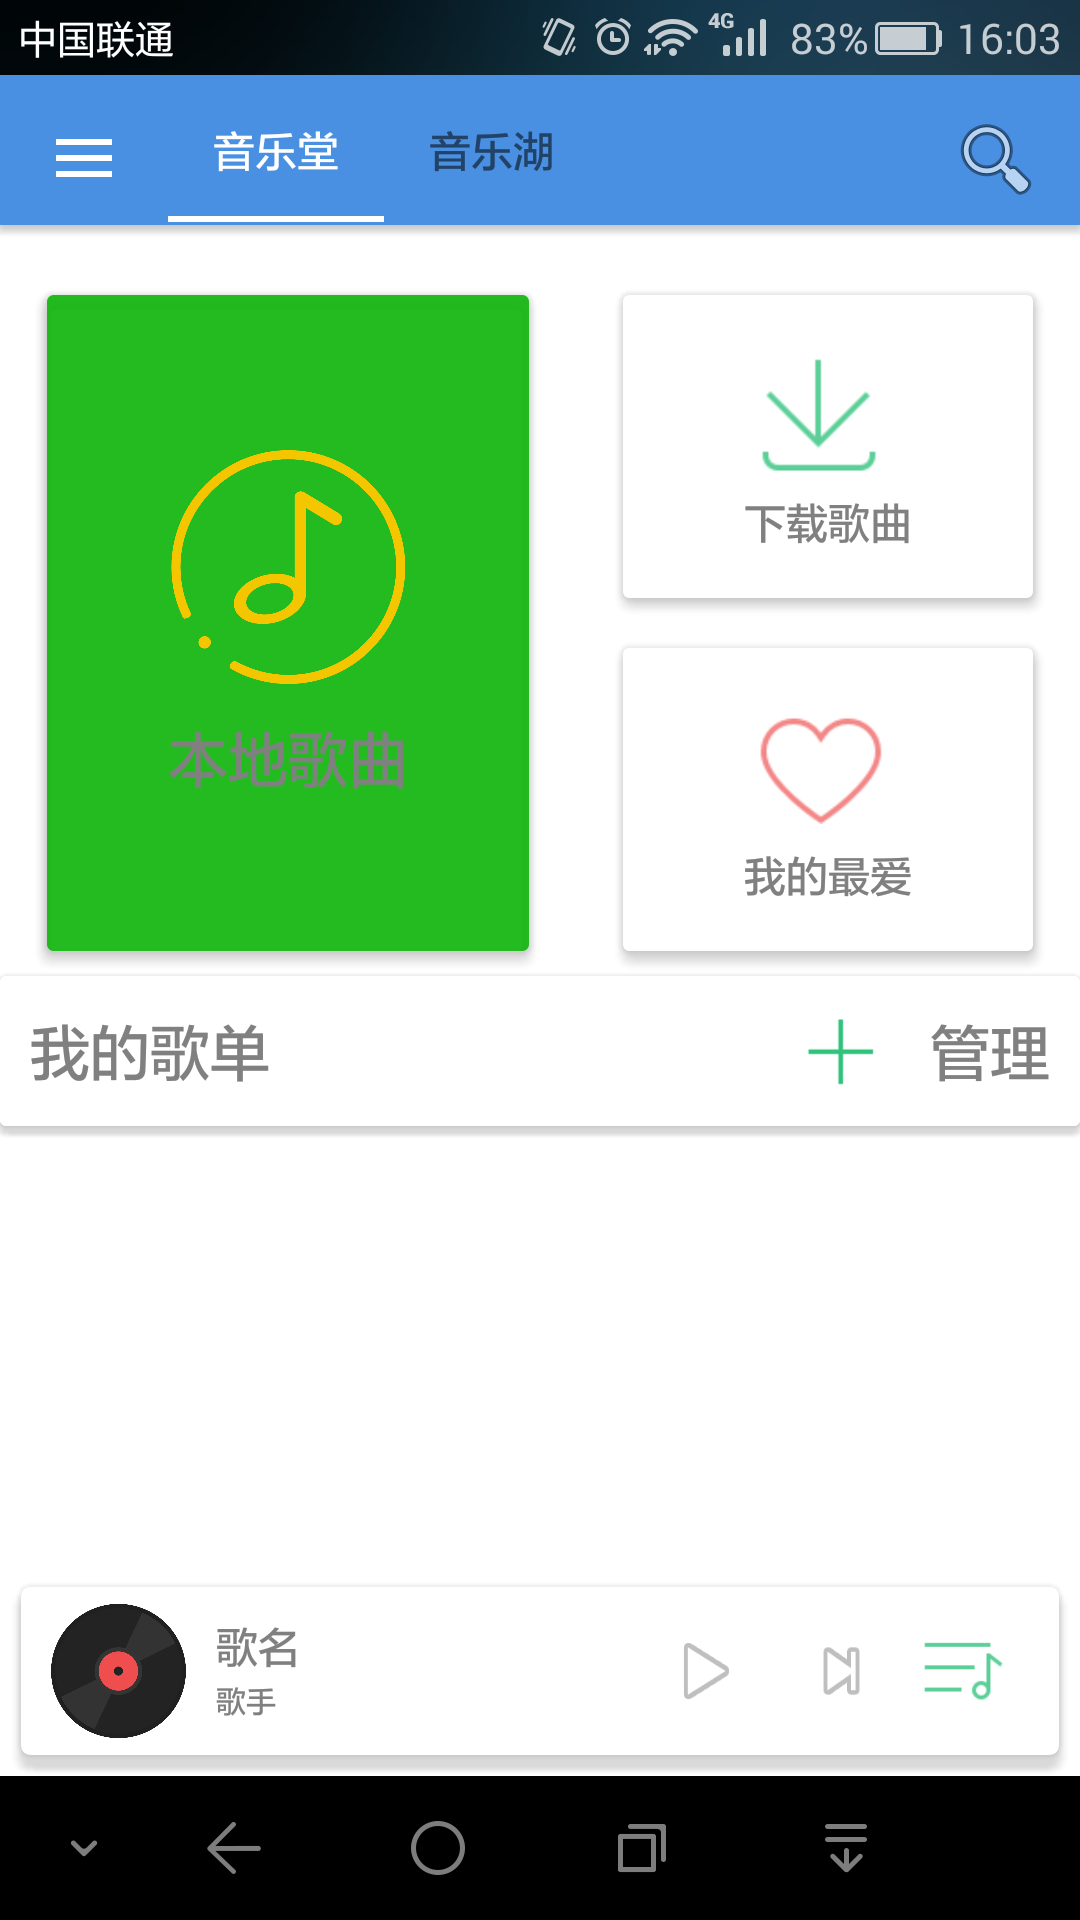 中国联通 4G 83% 16:03
音乐堂 音乐湖
本地歌曲
下载歌曲
我的最爱
我的歌单 管理
歌名
歌手